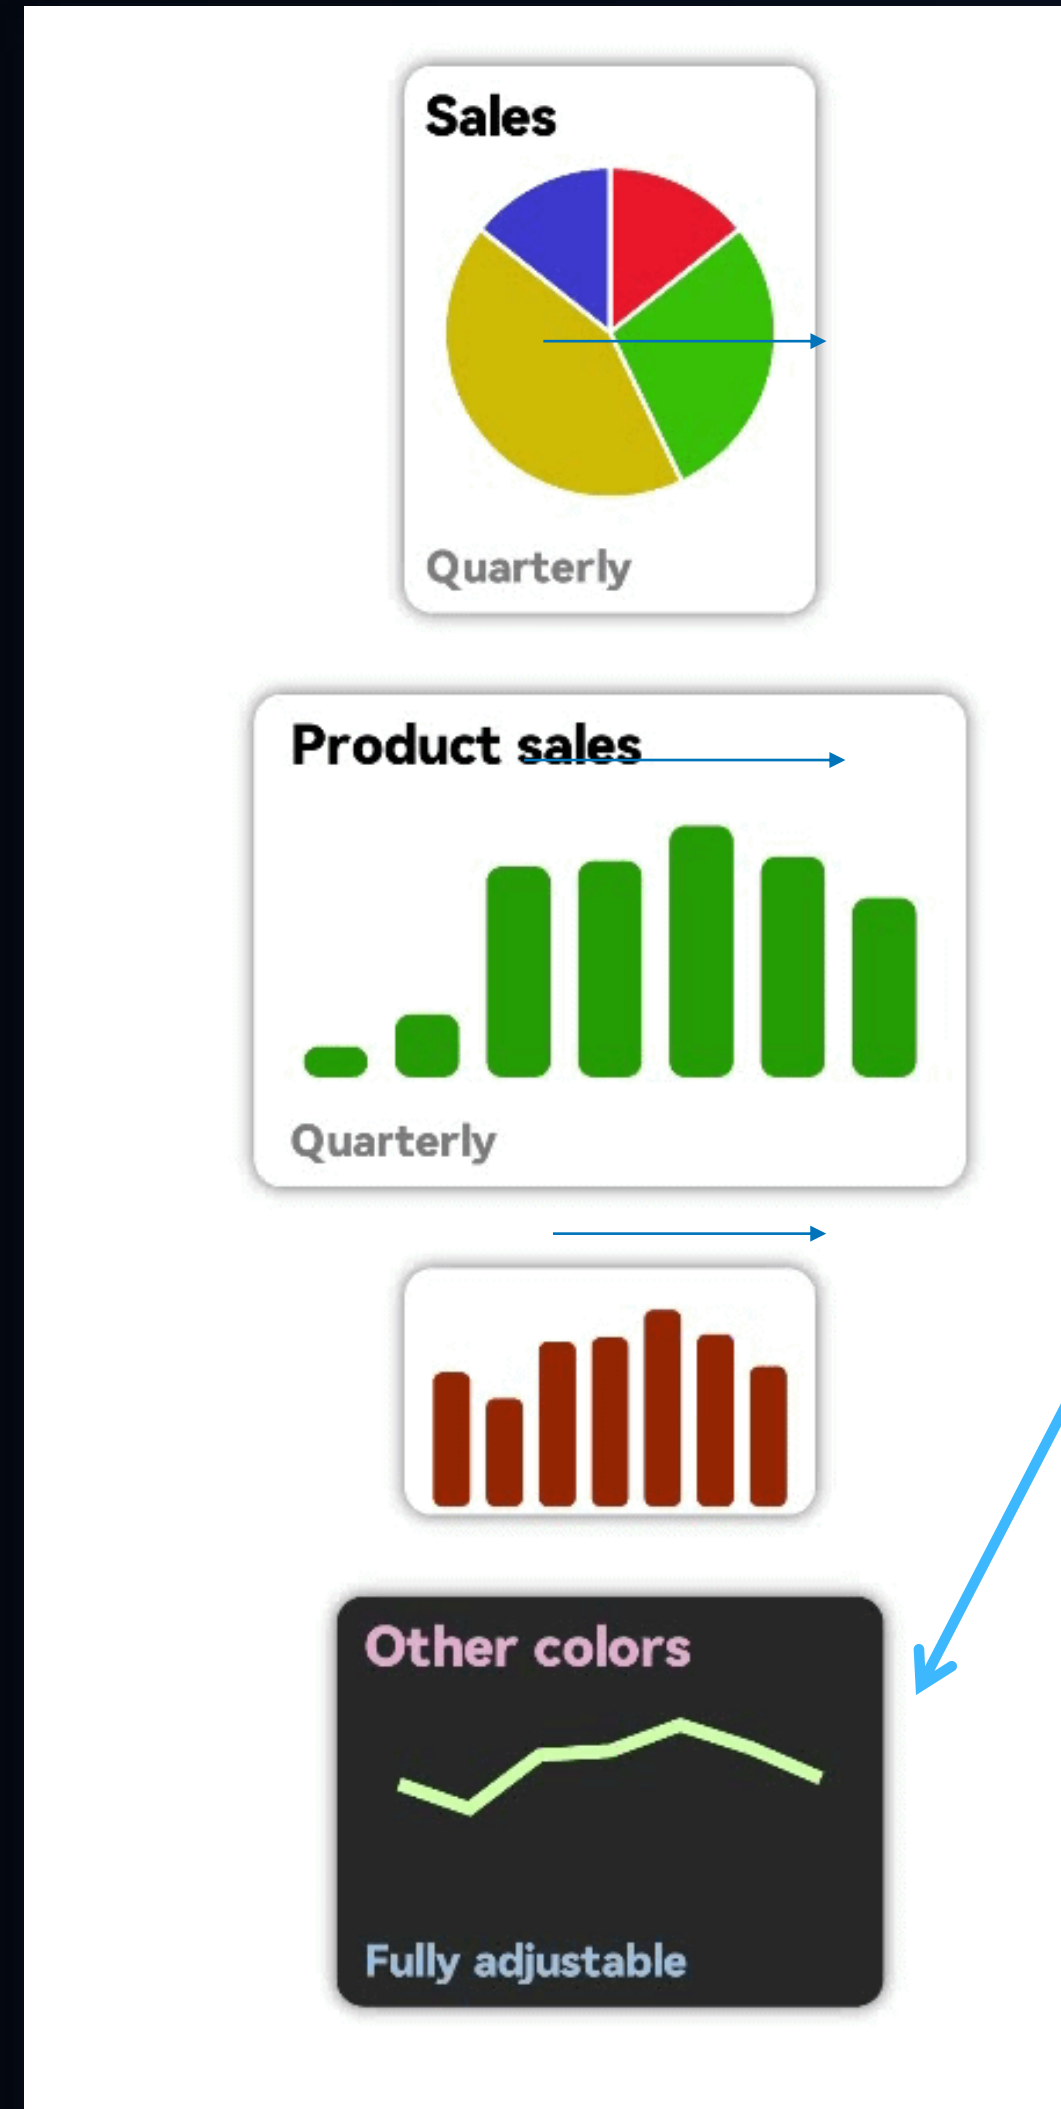 Sales
Quarterly
Product sales
Quarterly
Other colors
Fully adjustable